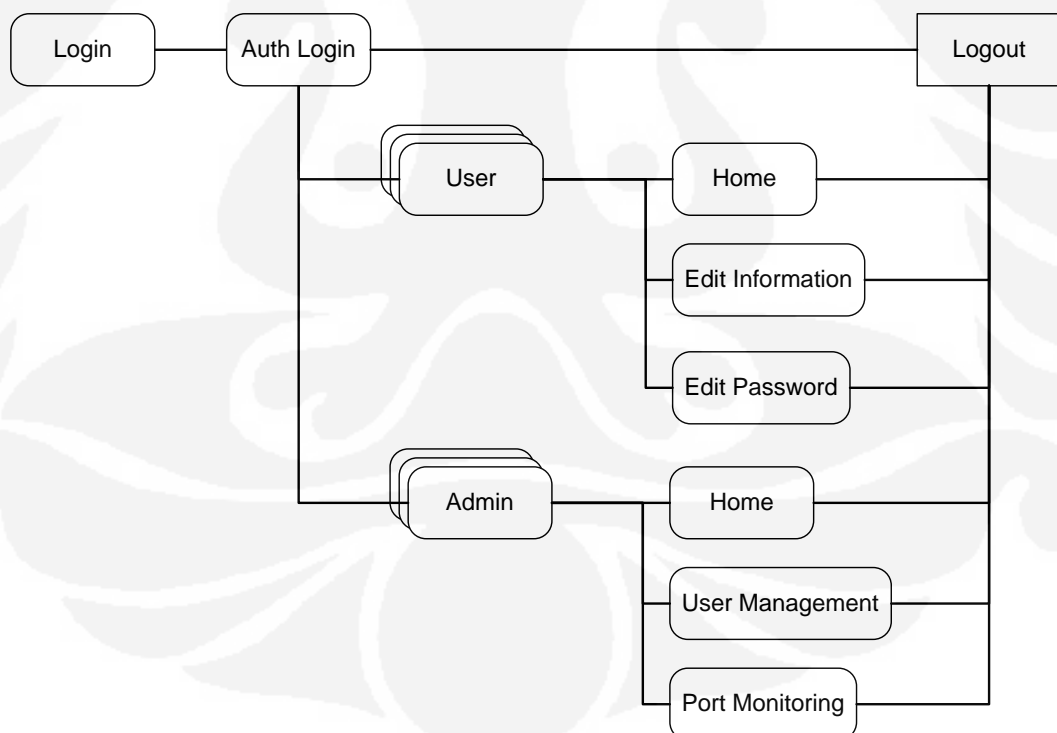 Login
Auth Login
Logout
User
Home
Edit Information
Edit Password
Admin
Home
User Management
Port Monitoring